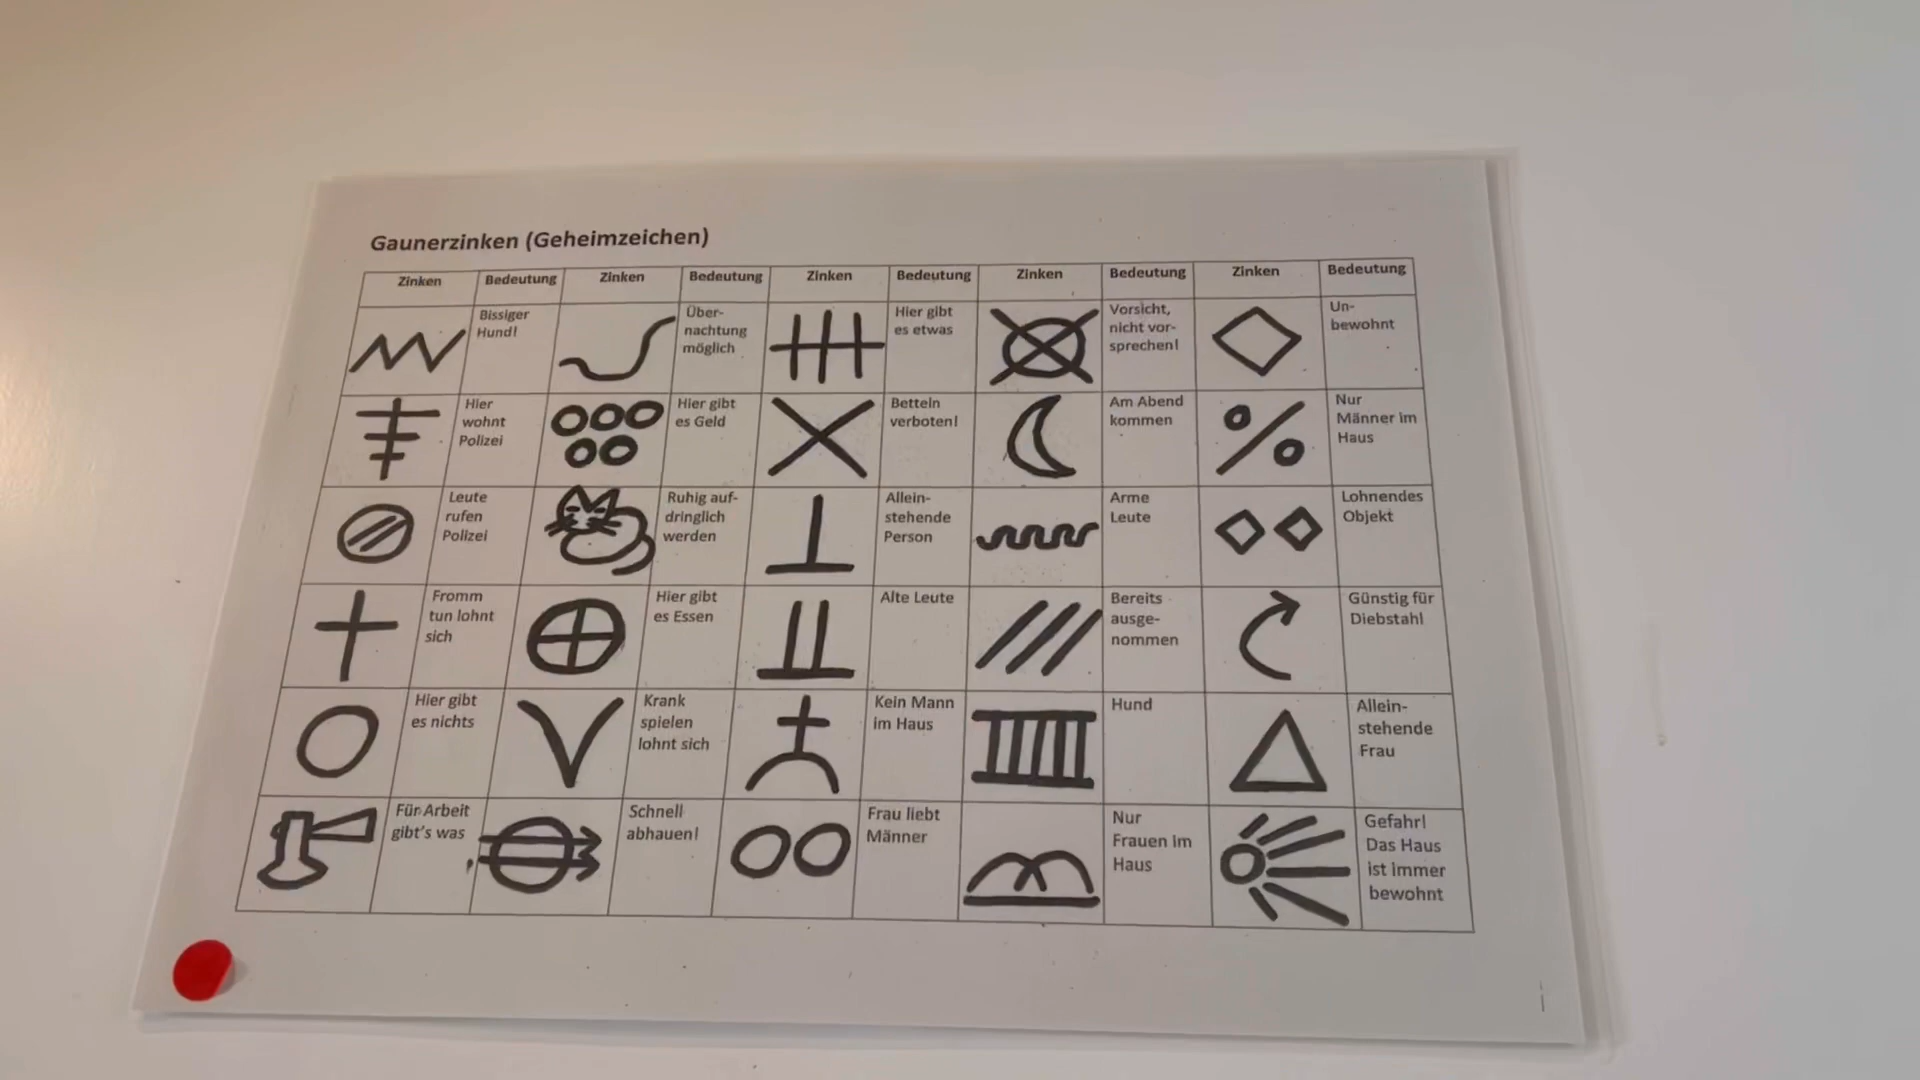 Gaunerzinken (Geheimzeichen)
Zinken Bedeutung Zinken Bedeutung Zinken Bedeutung Zinken Bedeutung Zinken Bedeutung
Bissiger
Hund!
Über-
nachtung
möglich
Hier gibt
es etwas
Vorsicht,
nicht vor-
sprechen!
Un-
bewohnt
Hier
wohnt
Polizei
Hier gibt
es Geld
Betteln
verboten!
Am Abend
kommen
Nur
Männer im
Haus
Leute
rufen
Polizei
Ruhig auf-
dringlich
werden
Allein-
stehende
Person
Arme
Leute
Lohnendes
Objekt
Fromm
tun lohnt
sich
Hier gibt
es Essen
Alte Leute
Bereits
ausge-
nommen
Günstig für
Diebstahl
Hier gibt
es nichts
Krank
spielen
lohnt sich
Kein Mann
im Haus
Hund
Allein-
stehende
Frau
Für Arbeit
gibt's was
Schnell
abhauen!
Frau liebt
Männer
Nur
Frauen im
Haus
Gefahr!
Das Haus
ist immer
bewohnt